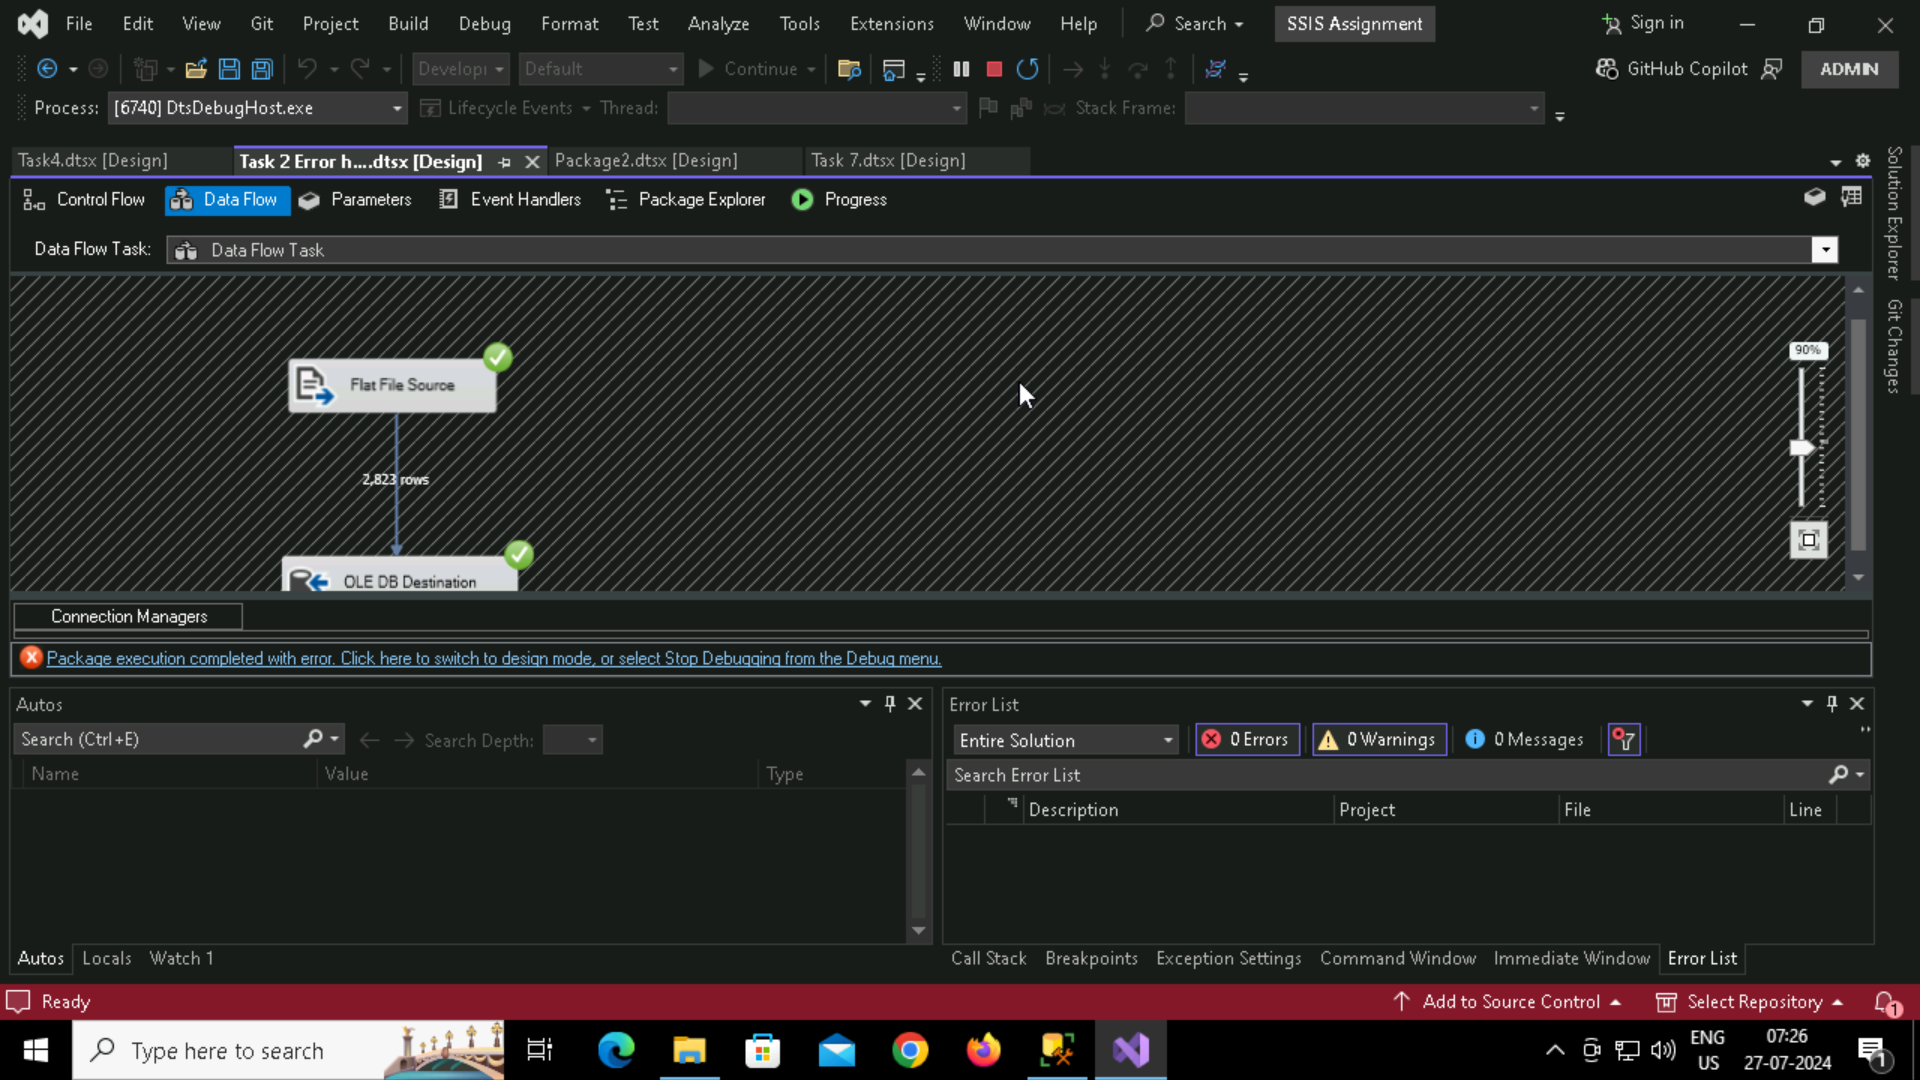 File Edit View Git Project Build Debug Format Test Analyze Tools Extensions Window Help Search SSIS Assignment Sign in
Developi Default Continue GitHub Copilot ADMIN
Process: [6740] DtsDebugHost.exe Lifecycle Events Thread: Stack Frame:
Task4.dtsx [Design] Task 2 Error h....dtsx [Design] Package2.dtsx [Design] Task 7.dtsx [Design]
Control Flow Data Flow Parameters Event Handlers Package Explorer Progress
Data Flow Task: Data Flow Task
Solution Explorer
Git Changes
90%
Flat File Source
2,823 rows
OLE DB Destination
Connection Managers
Package execution completed with error. Click here to switch to design mode, or select Stop Debugging from the Debug menu.
Autos
Search (Ctrl+E) Search Depth:
Name Value Type
Autos Locals Watch 1
Error List
Entire Solution 0 Errors 0 Warnings 0 Messages
Search Error List
Description Project File Line
Call Stack Breakpoints Exception Settings Command Window Immediate Window Error List
Ready Add to Source Control Select Repository 1
Type here to search ENG US 07:26 27-07-2024 1